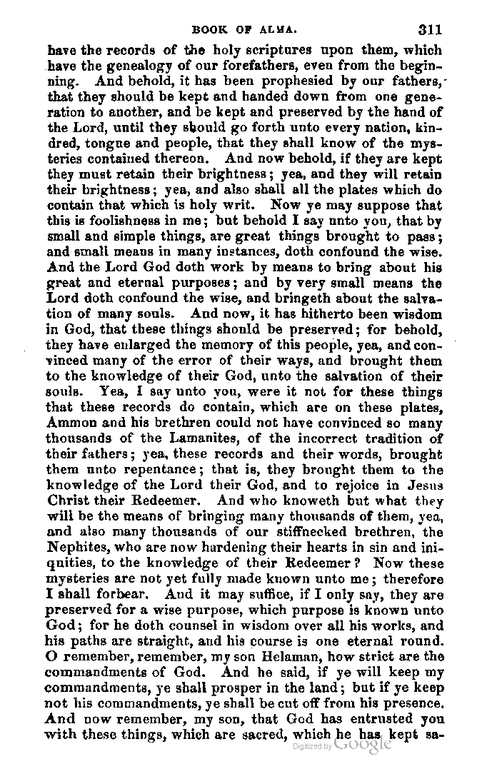 BOOK OF ALMA. 311
have the records of the holy scriptures upon them, which
have the genealogy of our forefathers, even from the begin-
ning. And behold, it has been prophesied by our fathers,
that they should be kept and handed down from one gene-
ration to another, and be kept and preserved by the hand of
the Lord, until they should go forth unto every nation, kin-
dred, tongue and people, that they shall know of the mys-
teries contained thereon. And now behold, if they are kept
they must retain their brightness; yea, and they will retain
their brightness; yea, and also shall all the plates which do
contain that which is holy writ. Now ye may suppose that
this is foolishness in me; but behold I say unto you, that by
small and simple things, are great things brought to pass;
and small means in many instances, doth confound the wise.
And the Lord God doth work by means to bring about his
great and eternal purposes; and by very small means the
Lord doth confound the wise, and bringeth about the salva-
tion of many souls. And now, it has hitherto been wisdom
in God, that these things should be preserved; for behold,
they have enlarged the memory of this people, yea, and con-
vinced many of the error of their ways, and brought them
to the knowledge of their God, unto the salvation of their
souls. Yea, I say unto you, were it not for these things
that these records do contain, which are on these plates,
Ammon and his brethren could not have convinced so many
thousands of the Lamanites, of the incorrect tradition of
their fathers; yea, these records and their words, brought
them unto repentance; that is, they brought them to the
knowledge of the Lord their God, and to rejoice in Jesus
Christ their Redeemer. And who knoweth but what they
will be the means of bringing many thousands of them, yea,
and also many thousands of our stiffnecked brethren, the
Nephites, who are now hardening their hearts in sin and ini-
quities, to the knowledge of their Redeemer? Now these
mysteries are not yet fully made known unto me; therefore
I shall forbear. And it may suffice, if I only say, they are
preserved for a wise purpose, which purpose is known unto
God; for he doth counsel in wisdom over all his works, and
his paths are straight, and his course is one eternal round.
O remember, remember, my son Helaman, how strict are the
commandments of God. And he said, if ye will keep my
commandments, ye shall prosper in the land; but if ye keep
not his commandments, ye shall be cut off from his presence.
And now remember, my son, that God has entrusted you
with these things, which are sacred, which he has kept sa-
Digitized by Google